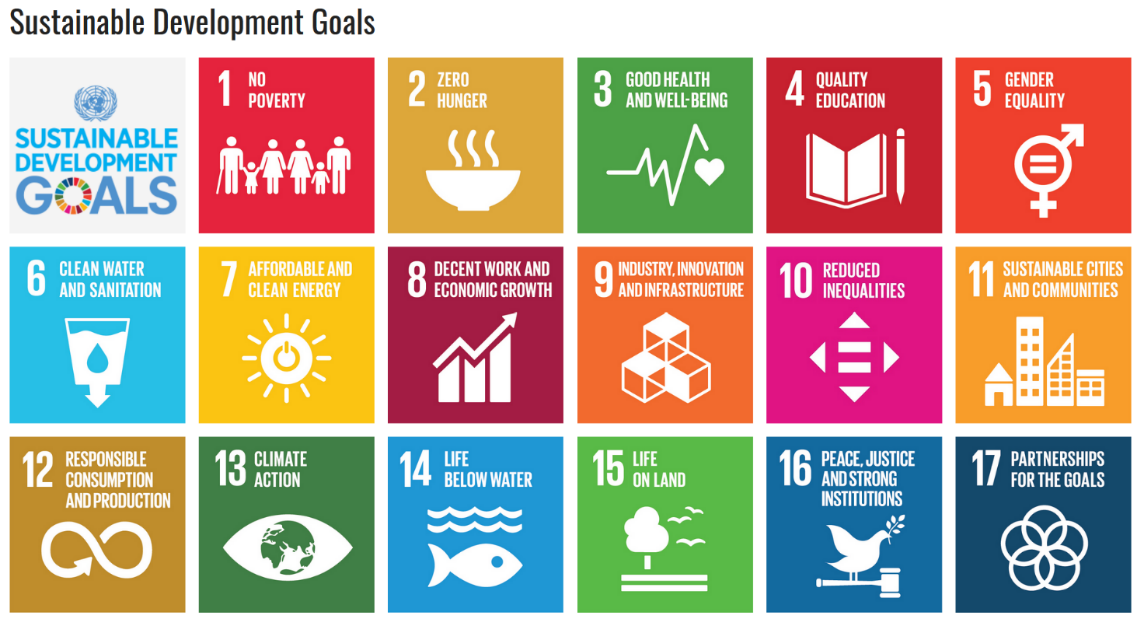 Sustainable Development Goals
SUSTAINABLE
DEVELOPMENT
GOALS
1 NO
POVERTY
2 ZERO
HUNGER
3 GOOD HEALTH
AND WELL-BEING
4 QUALITY
EDUCATION
5 GENDER
EQUALITY
6 CLEAN WATER
AND SANITATION
7 AFFORDABLE AND
CLEAN ENERGY
8 DECENT WORK AND
ECONOMIC GROWTH
9 INDUSTRY, INNOVATION
AND INFRASTRUCTURE
10 REDUCED
INEQUALITIES
11 SUSTAINABLE CITIES
AND COMMUNITIES
12 RESPONSIBLE
CONSUMPTION
AND PRODUCTION
13 CLIMATE
ACTION
14 LIFE
BELOW WATER
15 LIFE
ON LAND
16 PEACE, JUSTICE
AND STRONG
INSTITUTIONS
17 PARTNERSHIPS
FOR THE GOALS